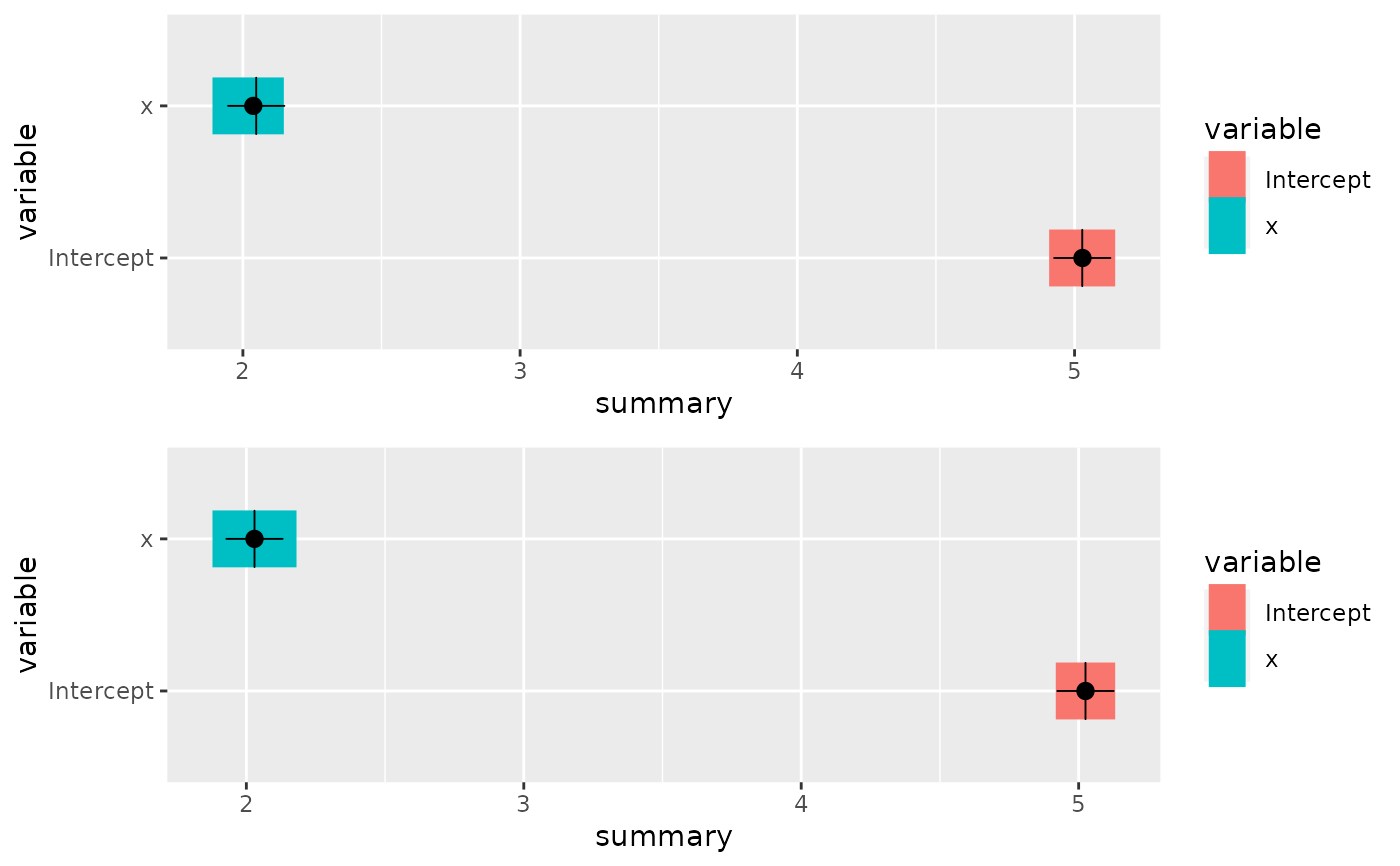 variable
x
Intercept
2 3 4 5
summary
variable
Intercept
x
variable
x
Intercept
2 3 4 5
summary
variable
Intercept
x